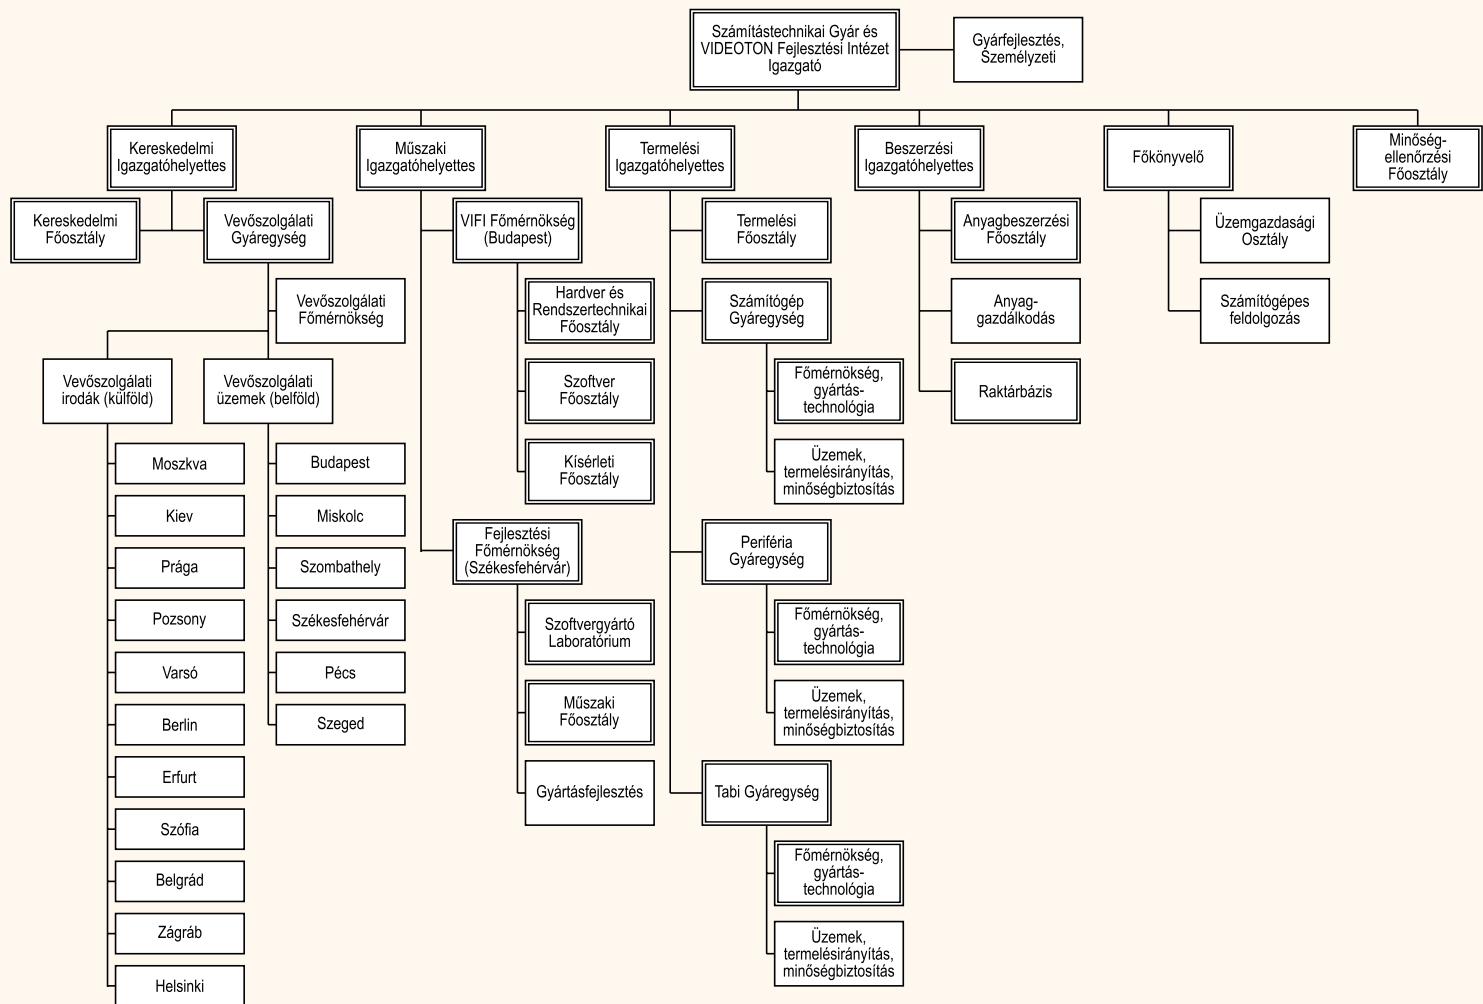 Számítástechnikai Gyár és
VIDEOTON Fejlesztési Intézet
Igazgató
Gyárfejlesztés,
Személyzeti
Kereskedelmi
Igazgatóhelyettes
Műszaki
Igazgatóhelyettes
Termelési
Igazgatóhelyettes
Beszerzési
Igazgatóhelyettes
Főkönyvelő
Minőség-
ellenőrzési
Főosztály
Kereskedelmi
Főosztály
Vevőszolgálati
Gyáregység
Vevőszolgálati
Főmérnökség
Vevőszolgálati
irodák (külföld)
Vevőszolgálati
üzemek (belföld)
Moszkva
Kiev
Prága
Pozsony
Varsó
Berlin
Erfurt
Szófia
Belgrád
Zágráb
Helsinki
Budapest
Miskolc
Szombathely
Székesfehérvár
Pécs
Szeged
VIFI Főmérnökség
(Budapest)
Hardver és
Rendszertechnikai
Főosztály
Szoftver
Főosztály
Kísérleti
Főosztály
Fejlesztési
Főmérnökség
(Székesfehérvár)
Szoftvergyártó
Laboratórium
Műszaki
Főosztály
Gyártásfejlesztés
Termelési
Főosztály
Számítógép
Gyáregység
Főmérnökség,
gyártás-
technológia
Üzemek,
termelésirányítás,
minőségbiztosítás
Periféria
Gyáregység
Főmérnökség,
gyártás-
technológia
Üzemek,
termelésirányítás,
minőségbiztosítás
Tabi Gyáregység
Főmérnökség,
gyártás-
technológia
Üzemek,
termelésirányítás,
minőségbiztosítás
Anyagbeszerzési
Főosztály
Anyag-
gazdálkodás
Raktárbázis
Üzemgazdasági
Osztály
Számítógépes
feldolgozás